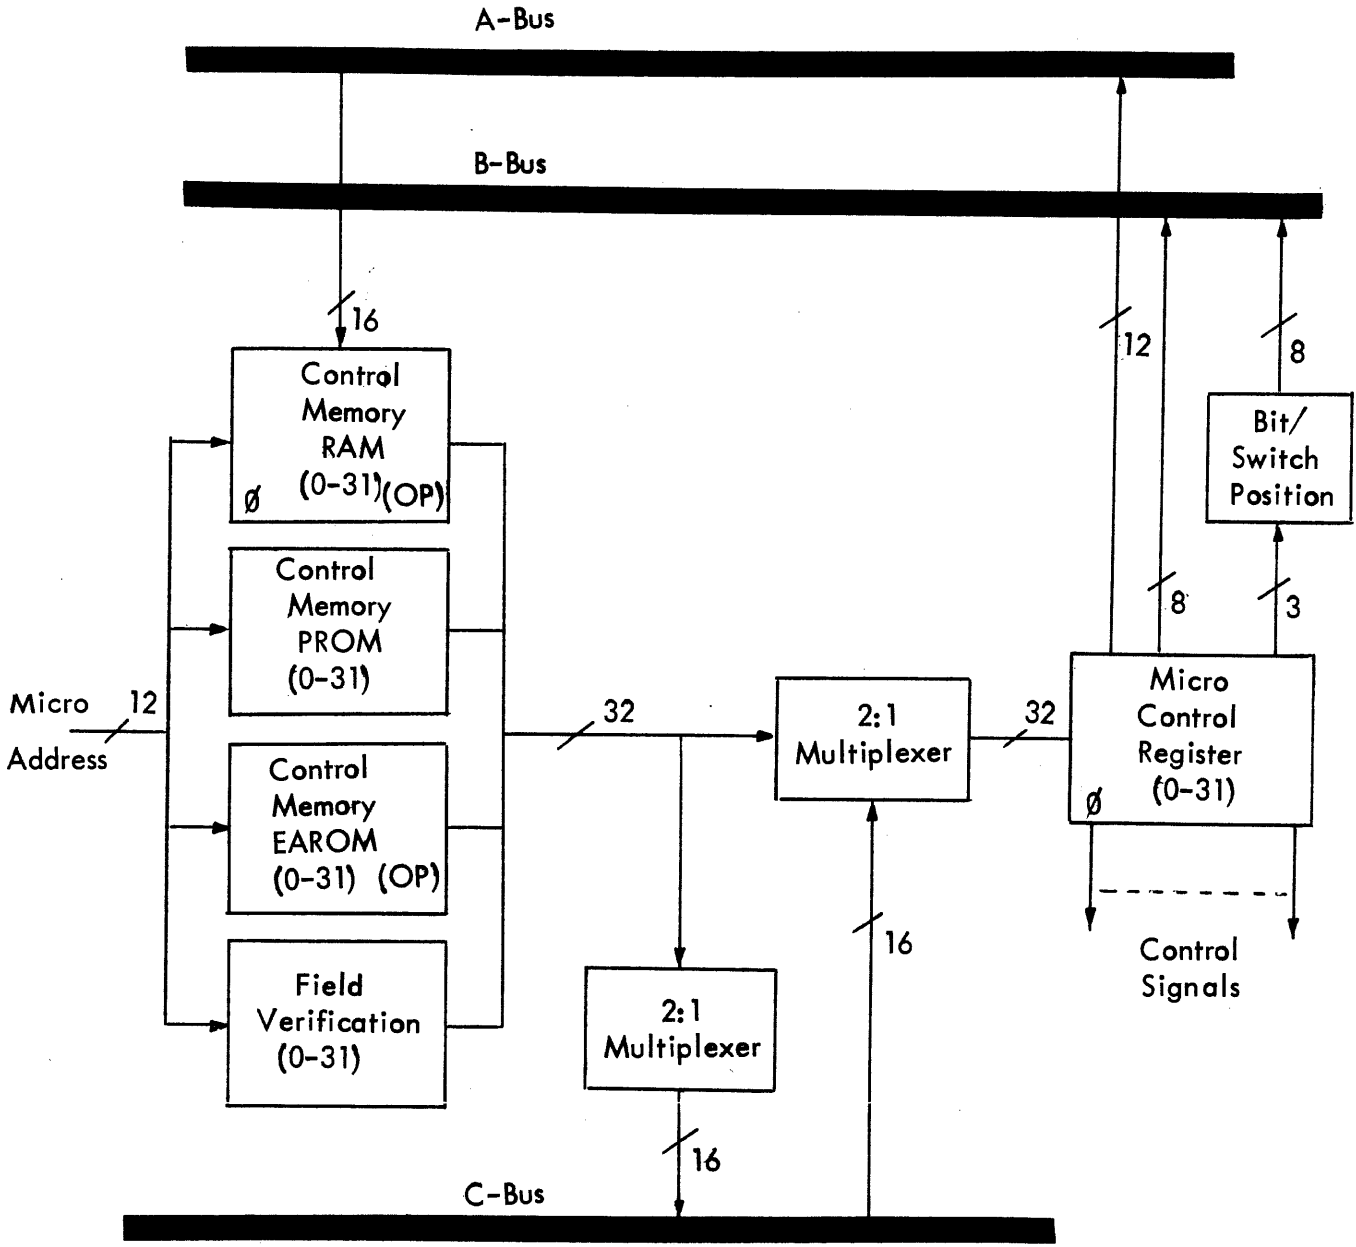 A-Bus
B-Bus
16
Control
Memory
RAM
(0-31)(OP)
Ø
12
8
8
Bit/
Switch
Position
3
8
Control
Memory
PROM
(0-31)
Micro
Address
12
Control
Memory
EAROM
(0-31) (OP)
Field
Verification
(0-31)
32
2:1
Multiplexer
32
Micro
Control
Register
(0-31)
Ø
Control
Signals
2:1
Multiplexer
16
16
C-Bus